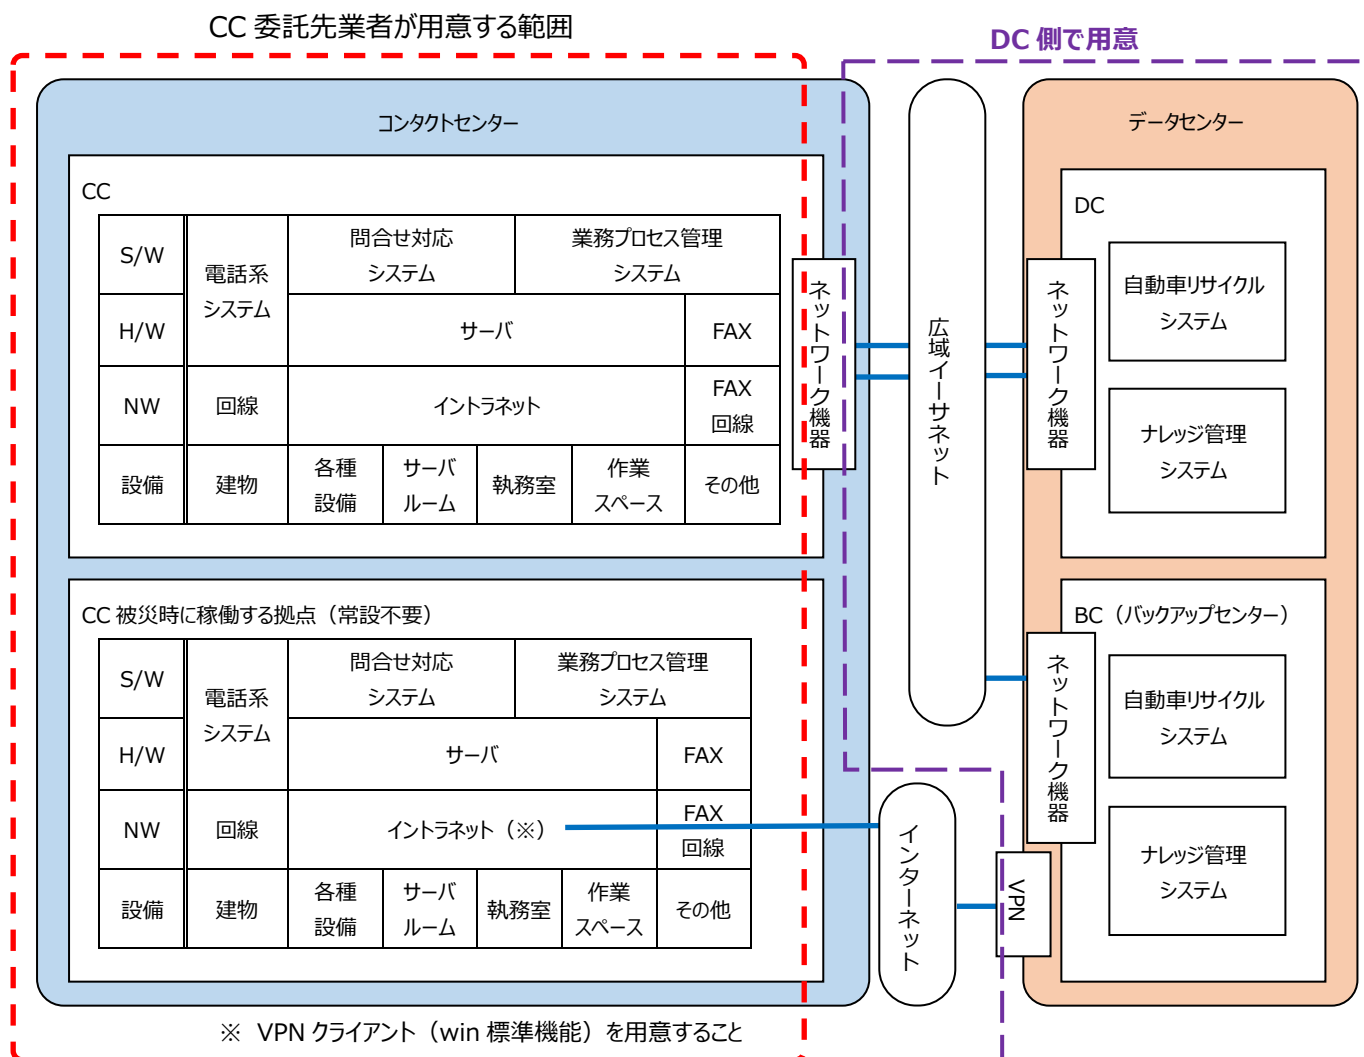 CC 委託先業者が用意する範囲
DC 側で用意
コンタクトセンター
CC
S/W
電話系
システム
問合せ対応
システム
業務プロセス管理
システム
H/W
サーバ
FAX
NW
回線
イントラネット
FAX
回線
設備
建物
各種
設備
サーバ
ルーム
執務室
作業
スペース
その他
ネットワーク機器
CC 被災時に稼働する拠点（常設不要）
S/W
電話系
システム
問合せ対応
システム
業務プロセス管理
システム
H/W
サーバ
FAX
NW
回線
イントラネット（※）
FAX
回線
設備
建物
各種
設備
サーバ
ルーム
執務室
作業
スペース
その他
※ VPN クライアント（win 標準機能）を用意すること
広域イーサネット
インターネット
データセンター
DC
ネットワーク機器
自動車リサイクル
システム
ナレッジ管理
システム
BC（バックアップセンター）
ネットワーク機器
自動車リサイクル
システム
ナレッジ管理
システム
VPN